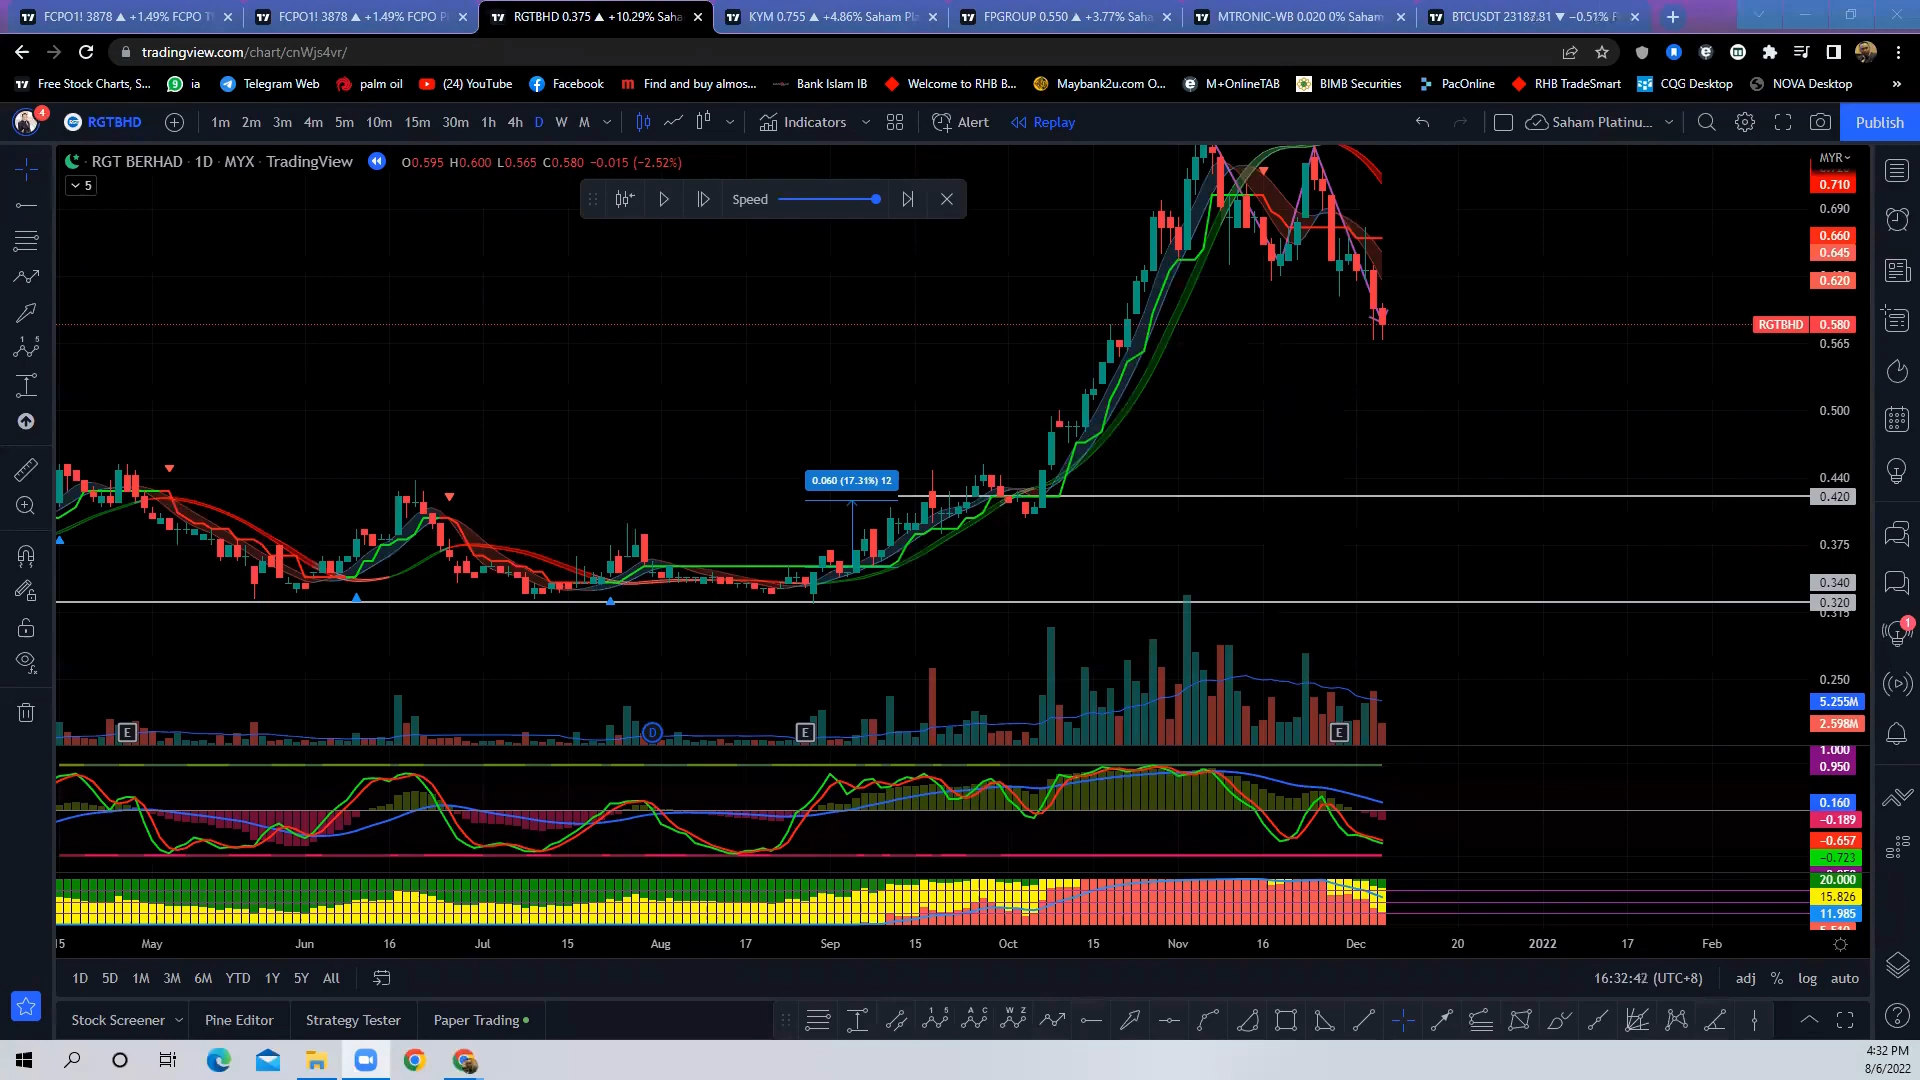 FCPO1! 3878 ▲ +1.49% FCPO T
FCPO1! 3878 ▲ +1.49% FCPO P
RGTBHD 0.375 ▲ +10.29% Saha
KYM 0.755 ▲ +4.86% Saham Pl
FPGROUP 0.550 ▲ +3.77% Saha
MTRONIC-WB 0.020 0% Saham
BTCUSDT 23187.81 ▼ −0.51% F
tradingview.com/chart/cnWjs4vr/
Free Stock Charts, S...
9
ia
Telegram Web
palm oil
(24) YouTube
Facebook
Find and buy almos...
Bank Islam IB
Welcome to RHB B...
Maybank2u.com O...
M+OnlineTAB
BIMB Securities
PacOnline
RHB TradeSmart
CQG Desktop
NOVA Desktop
»
4
RGTBHD
1m 2m 3m 4m 5m 10m 15m 30m 1h 4h D W M
Indicators
Alert
Replay
Saham Platinu...
Publish
RGT BERHAD · 1D · MYX · TradingView
O0.595 H0.600 L0.565 C0.580 −0.015 (−2.52%)
5
Speed
MYR
0.710
0.690
0.660
0.645
0.620
RGTBHD 0.580
0.565
0.500
0.440
0.060 (17.31%) 12
0.420
0.375
0.340
0.320
0.315
0.250
5.255M
2.598M
E
D
E
E
1.000
0.950
0.160
−0.189
−0.657
−0.723
20.000
15.826
11.985
1
15 May Jun 16 Jul 15 Aug 17 Sep 15 Oct 15 Nov 16 Dec 20 2022 17 Feb
1D 5D 1M 3M 6M YTD 1Y 5Y All
16:32:42 (UTC+8)
adj % log auto
Stock Screener
Pine Editor
Strategy Tester
Paper Trading
4:32 PM
8/6/2022